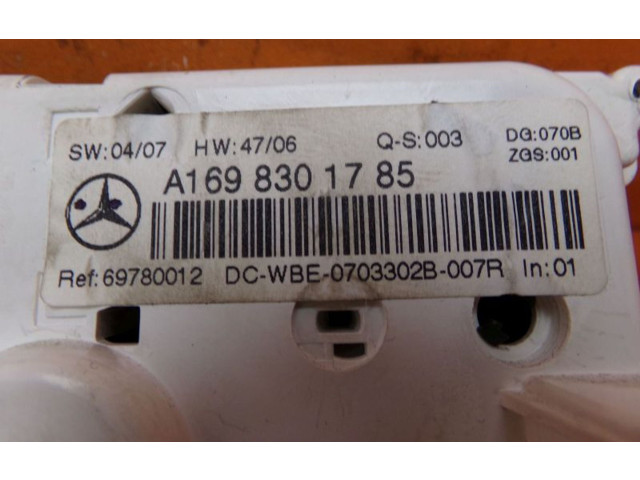 SW: 04/07 HW: 47/06 Q-S: 003 DG: 070B
ZGS: 001
A169 830 17 85
Ref: 69780012 DC-WBE-0703302B-007R In: 01